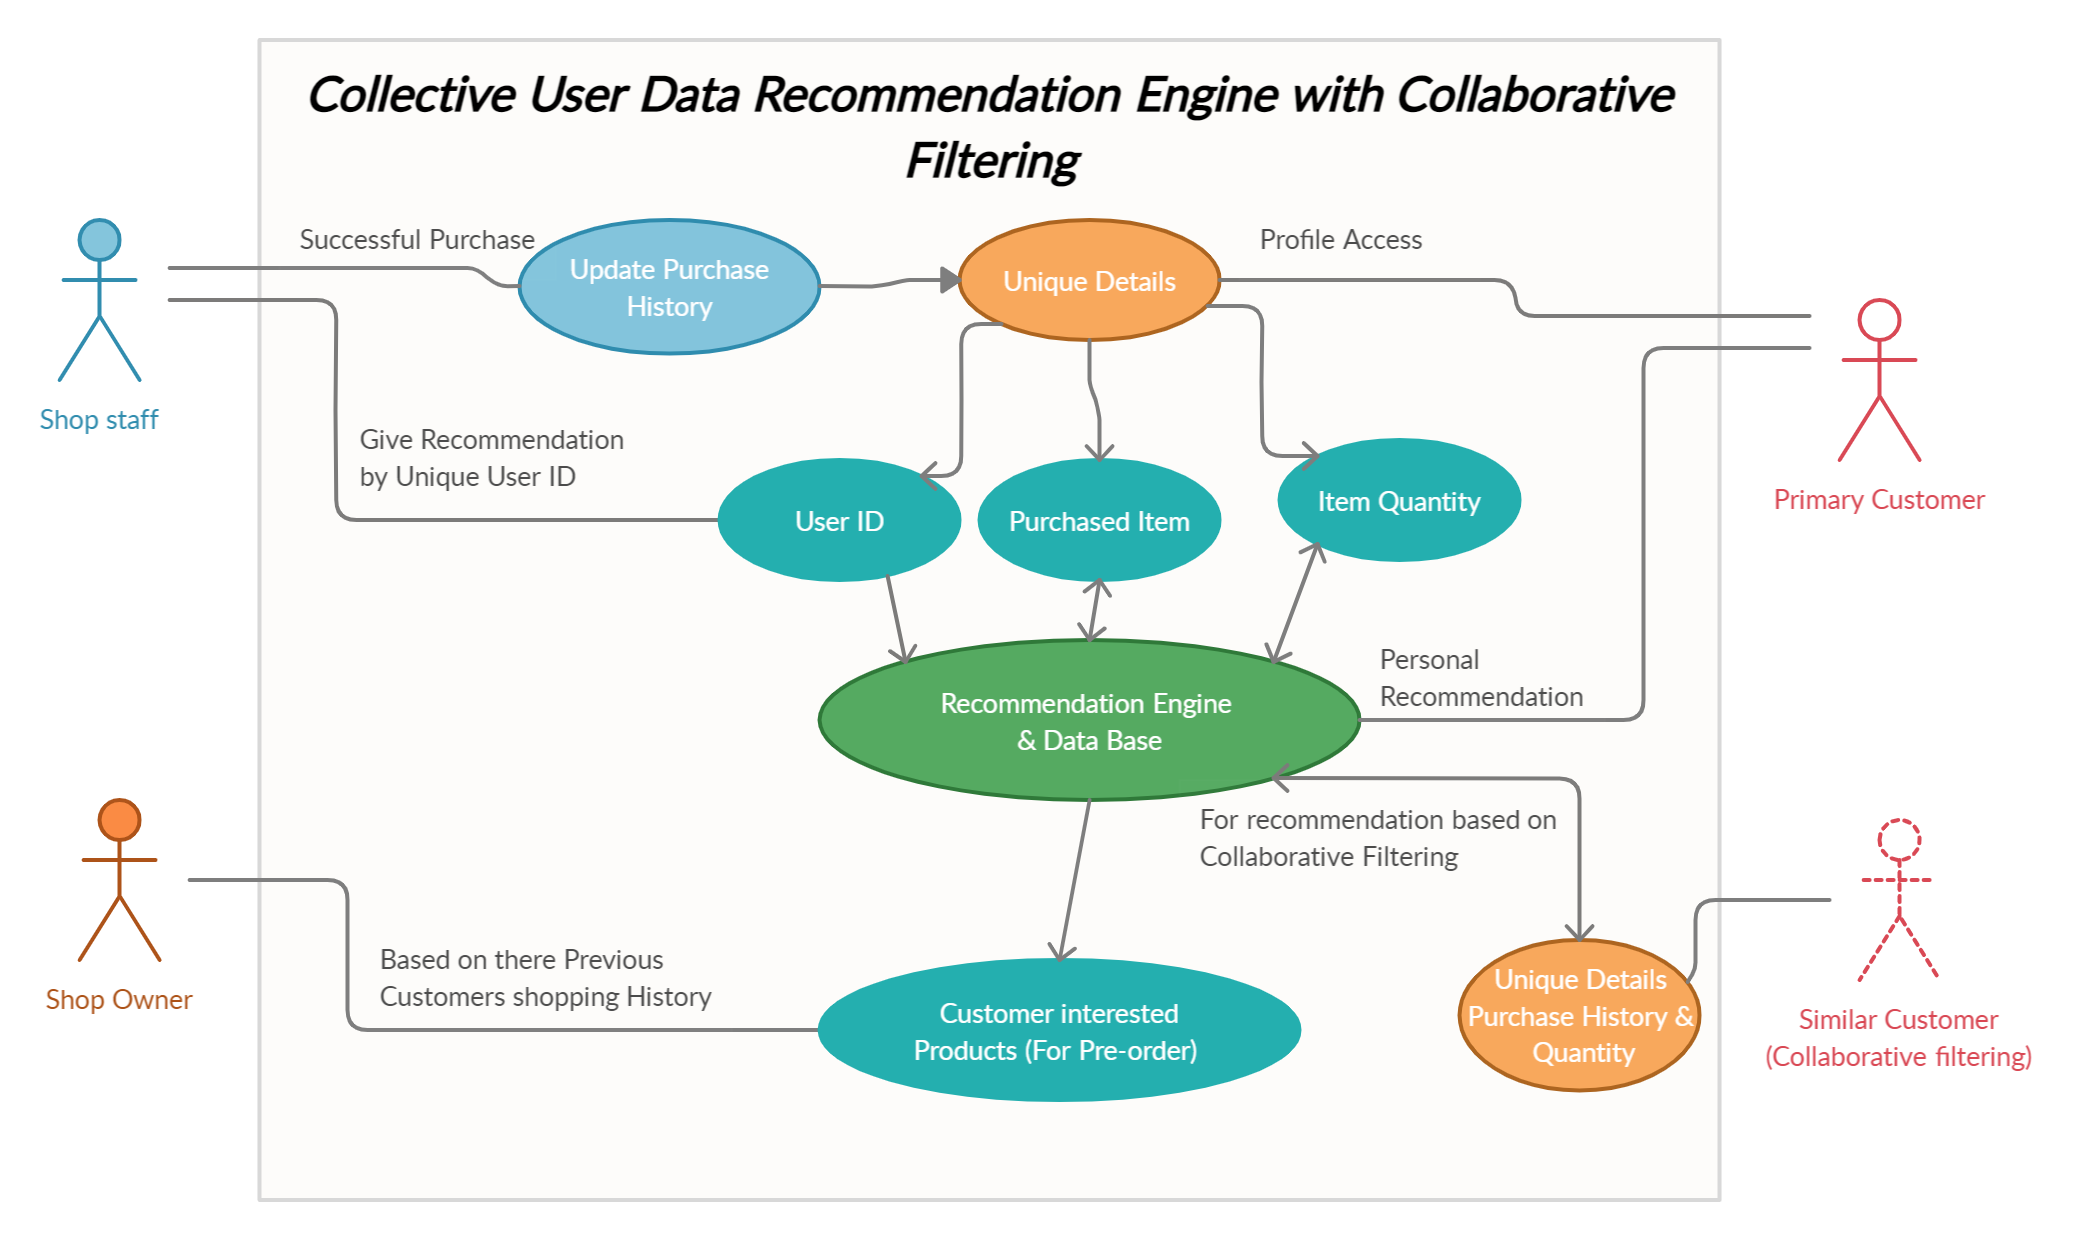 Collective User Data Recommendation Engine with Collaborative
Filtering
Successful Purchase
Update Purchase
History
Unique Details
Profile Access
Shop staff
Give Recommendation
by Unique User ID
User ID
Purchased Item
Item Quantity
Primary Customer
Recommendation Engine
& Data Base
Personal
Recommendation
For recommendation based on
Collaborative Filtering
Shop Owner
Based on there Previous
Customers shopping History
Customer interested
Products (For Pre-order)
Unique Details
Purchase History &
Quantity
Similar Customer
(Collaborative filtering)